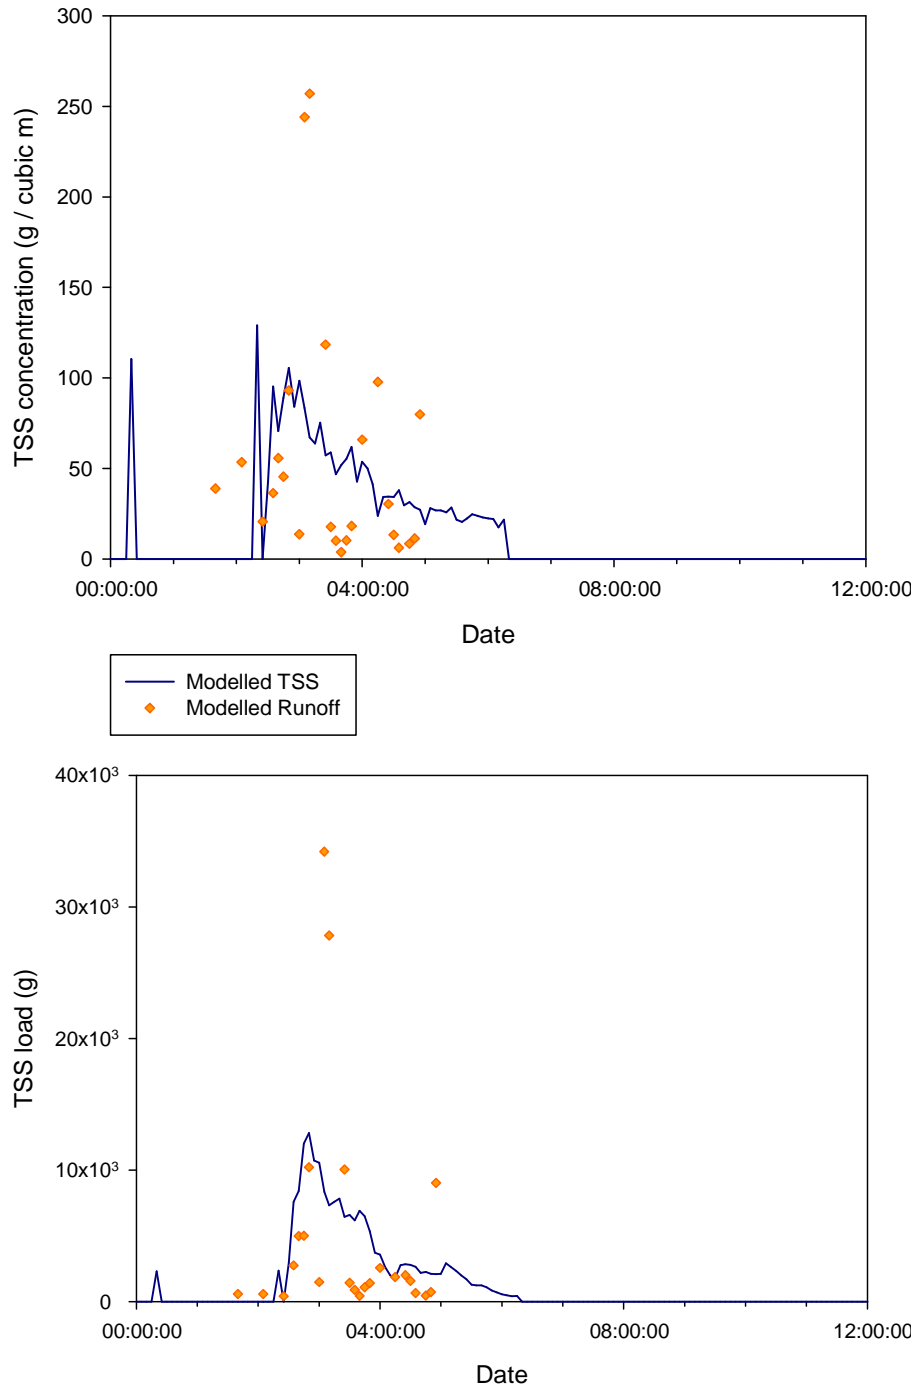 300
250
200
150
100
50
0
TSS concentration (g / cubic m)
00:00:00 04:00:00 08:00:00 12:00:00
Date
Modelled TSS
Modelled Runoff
40x10³
30x10³
20x10³
10x10³
0
TSS load (g)
00:00:00 04:00:00 08:00:00 12:00:00
Date